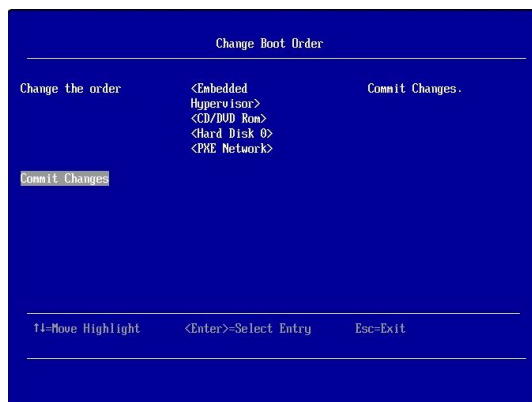 Change Boot Order
Change the order
<Embedded
Hypervisor>
<CD/DVD Rom>
<Hard Disk 0>
<PXE Network>
Commit Changes.
Commit Changes
↑↓=Move Highlight
<Enter>=Select Entry
Esc=Exit